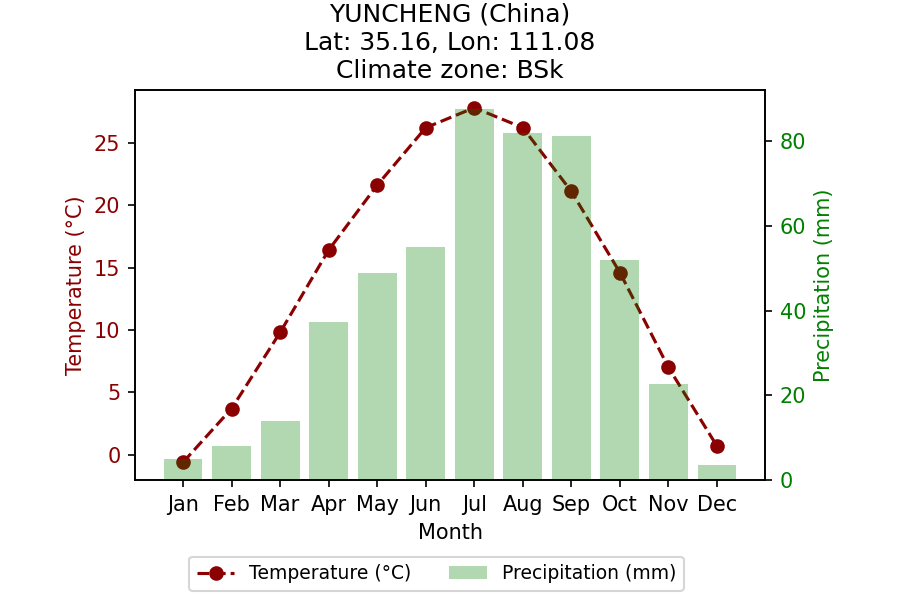 YUNCHENG (China)
Lat: 35.16, Lon: 111.08
Climate zone: BSk
25
20
15
10
5
0
Temperature (°C)
80
60
40
20
0
Precipitation (mm)
Jan Feb Mar Apr May Jun Jul Aug Sep Oct Nov Dec
Month
Temperature (°C) Precipitation (mm)